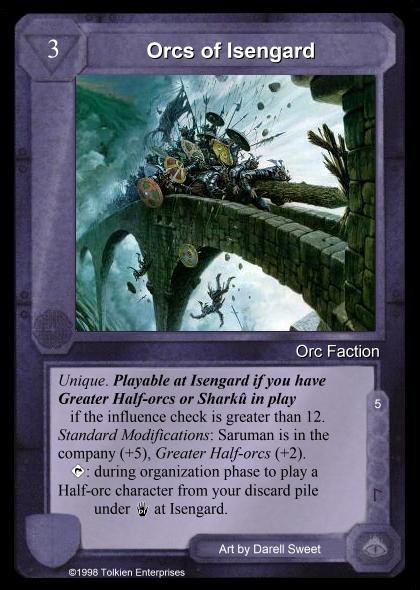 3
Orcs of Isengard
Orc Faction
Unique. Playable at Isengard if you have
Greater Half-orcs or Sharkû in play
if the influence check is greater than 12.
Standard Modifications: Saruman is in the
company (+5), Greater Half-orcs (+2).
: during organization phase to play a
Half-orc character from your discard pile
under at Isengard.
5
Art by Darell Sweet
©1998 Tolkien Enterprises